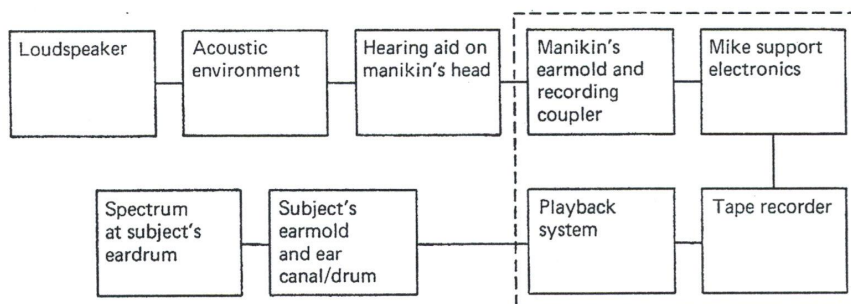 Loudspeaker
Acoustic
environment
Hearing aid on
manikin's head
Manikin's
earmold and
recording
coupler
Mike support
electronics
Spectrum
at subject's
eardrum
Subject's
earmold
and ear
canal/drum
Playback
system
Tape recorder